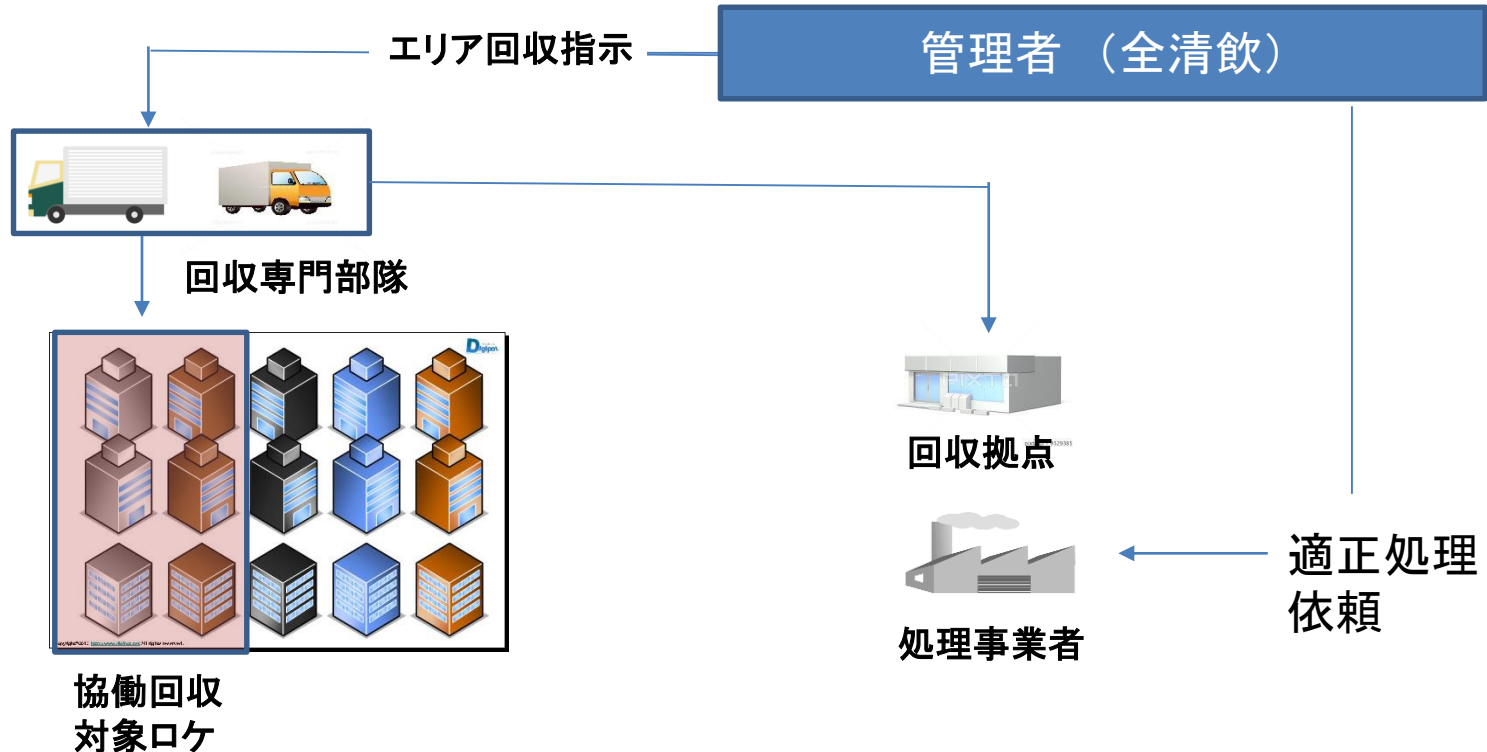 管理者 （全清飲）
エリア回収指示
回収専門部隊
Digipot.
回収拠点
処理事業者
適正処理
依頼
協働回収
対象ロケ